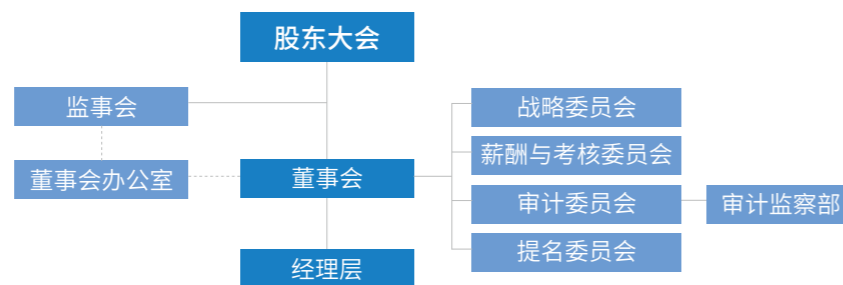 股东大会
监事会
战略委员会
薪酬与考核委员会
董事会办公室
董事会
审计委员会
审计监察部
提名委员会
经理层